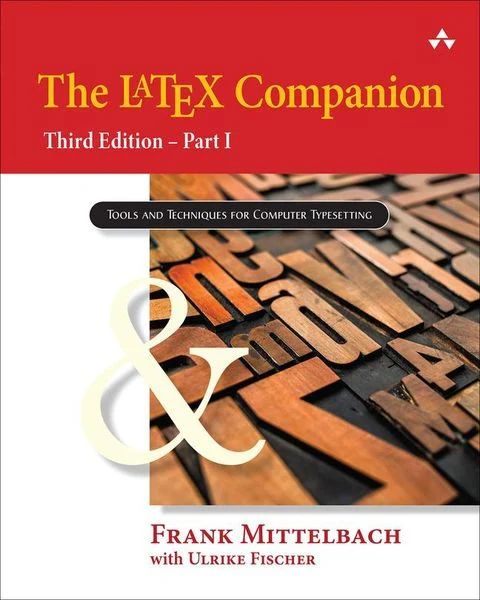 The LATEX Companion
Third Edition – Part I
TOOLS AND TECHNIQUES FOR COMPUTER TYPESETTING
&
FRANK MITTELBACH
with ULRIKE FISCHER